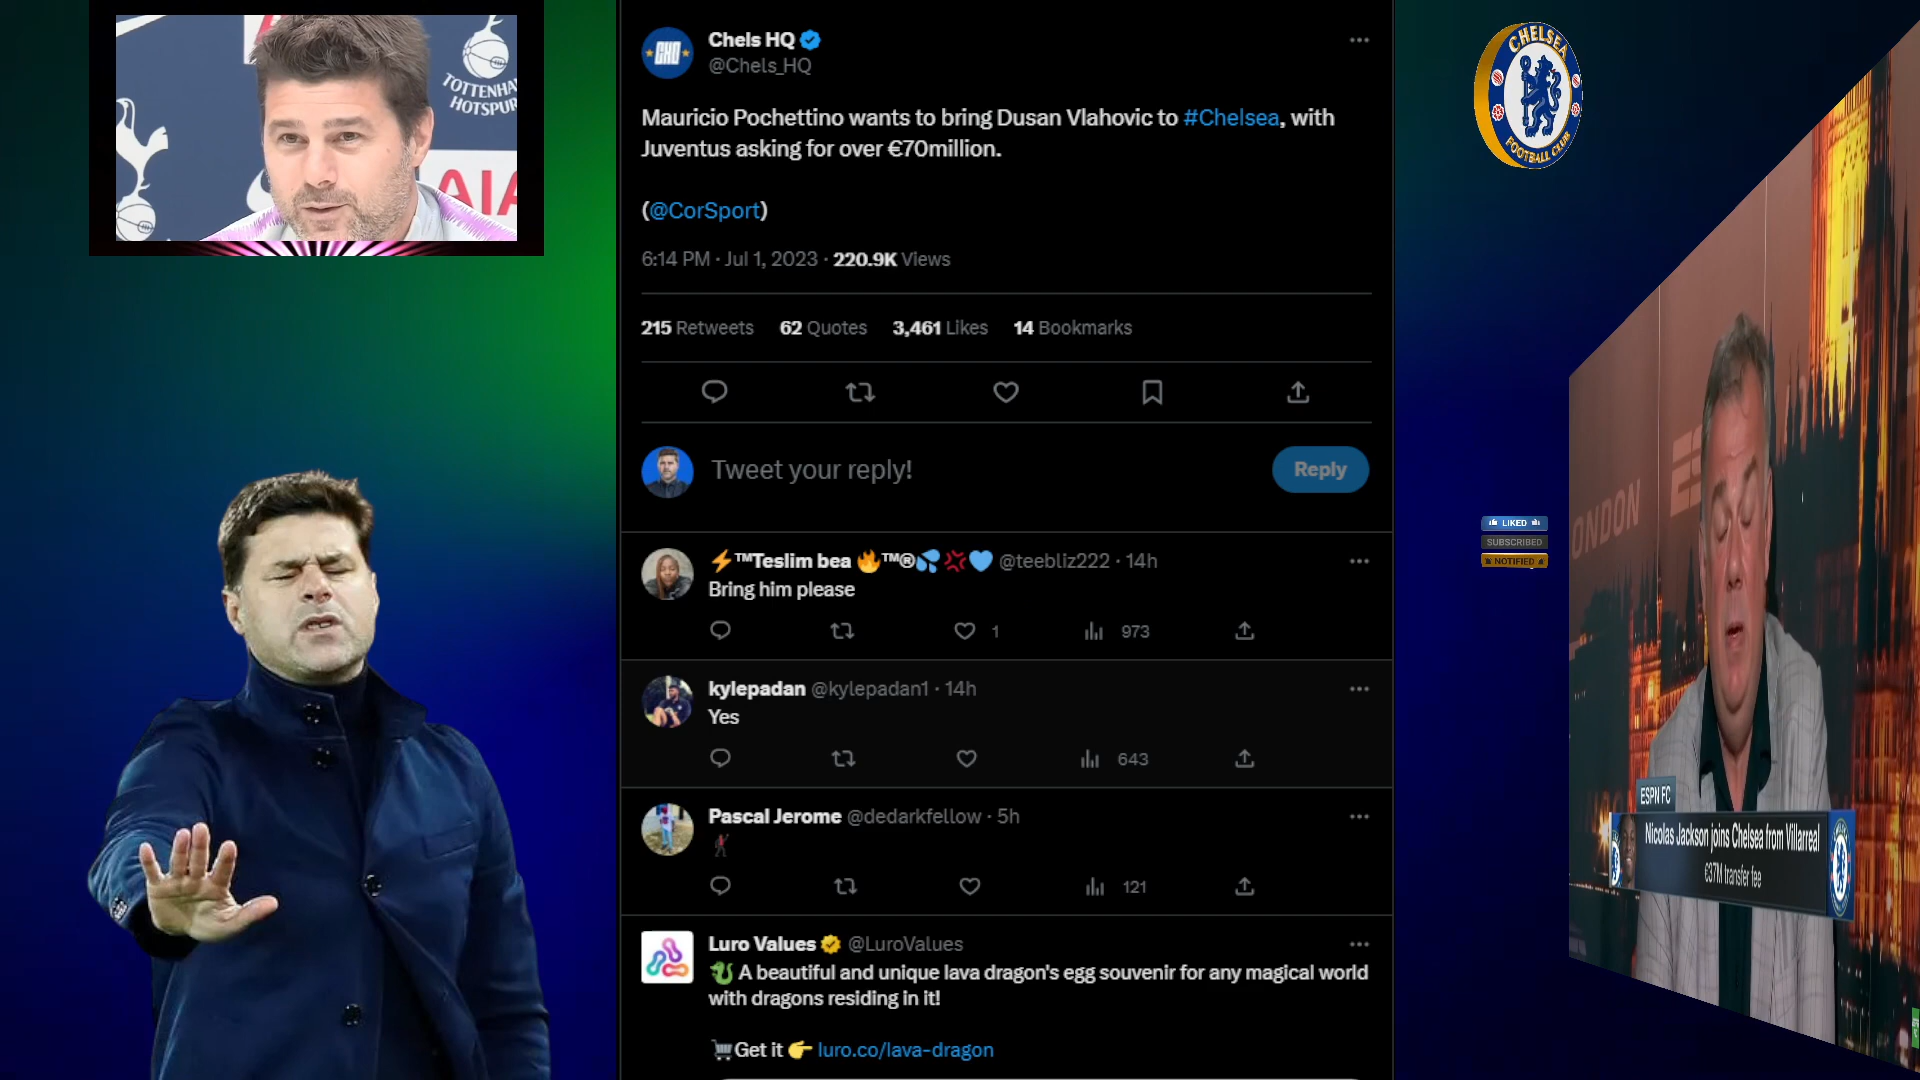 TOTTENHA
HOTSPUR
AIA
Chels HQ
@Chels_HQ
Mauricio Pochettino wants to bring Dusan Vlahovic to #Chelsea, with
Juventus asking for over €70million.
(@CorSport)
6:14 PM · Jul 1, 2023 · 220.9K Views
215 Retweets 62 Quotes 3,461 Likes 14 Bookmarks
Tweet your reply!
Reply
⚡™Teslim bea 🔥™®💦💢💙 @teebliz222 · 14h
Bring him please
1 973
kylepadan @kylepadan1 · 14h
Yes
643
Pascal Jerome @dedarkfellow · 5h
121
Luro Values @LuroValues
🐉 A beautiful and unique lava dragon's egg souvenir for any magical world
with dragons residing in it!
🛒Get it 👉 luro.co/lava-dragon
CHELSEA
FOOTBALL CLUB
LIKED
SUBSCRIBED
NOTIFIED
ONDON
ESPN FC
Nicolas Jackson joins Chelsea from Villarreal
€37M transfer fee